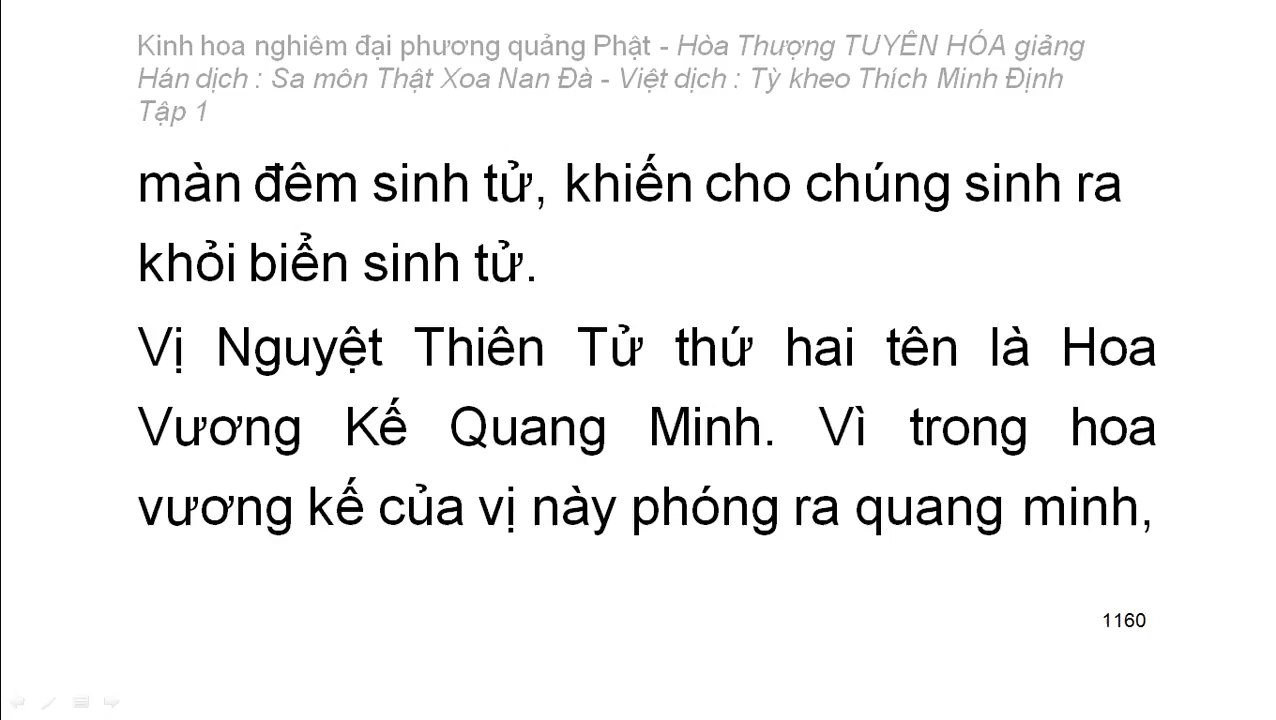 Kinh hoa nghiêm đại phương quảng Phật - Hòa Thượng TUYÊN HÓA giảng
Hán dịch : Sa môn Thật Xoa Nan Đà - Việt dịch : Tỳ kheo Thích Minh Định
Tập 1
màn đêm sinh tử, khiến cho chúng sinh ra
khỏi biển sinh tử.
Vị Nguyệt Thiên Tử thứ hai tên là Hoa
Vương Kế Quang Minh. Vì trong hoa
vương kế của vị này phóng ra quang minh,
1160